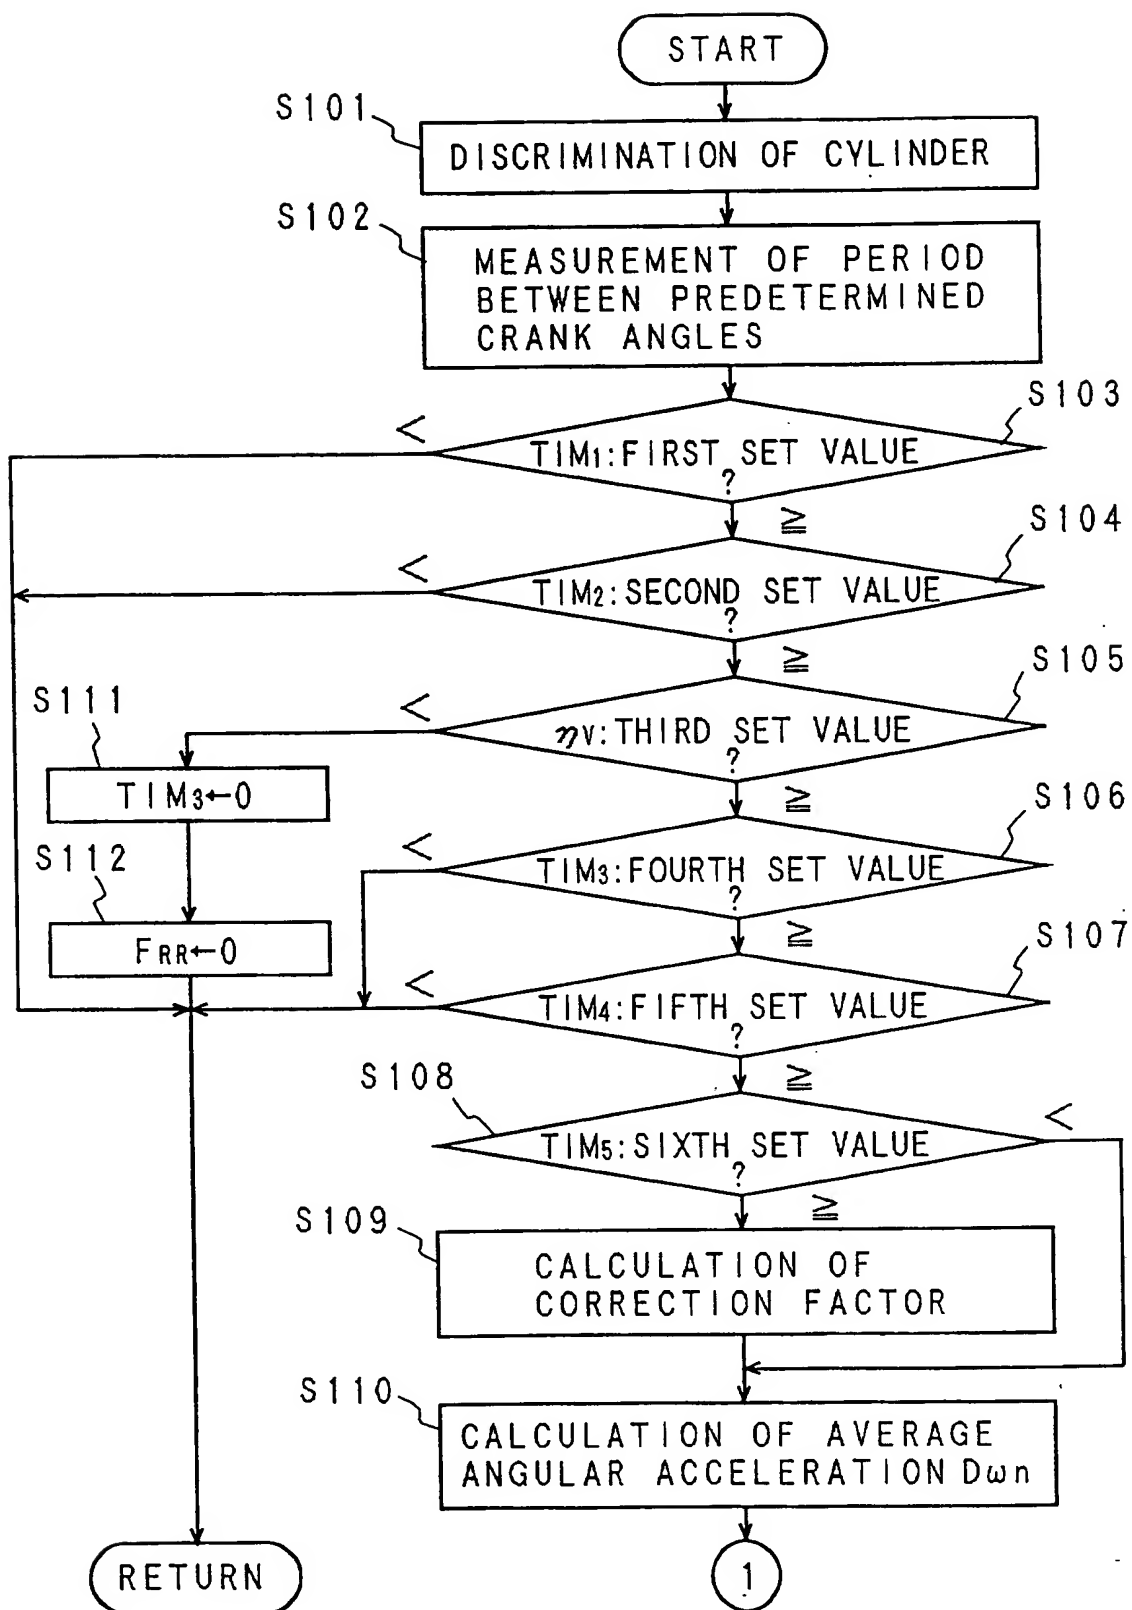 START
S101
DISCRIMINATION OF CYLINDER
S102
MEASUREMENT OF PERIOD
BETWEEN PREDETERMINED
CRANK ANGLES
S103
<
TIM1:FIRST SET VALUE
?
≧
S104
<
TIM2:SECOND SET VALUE
?
≧
S105
<
ηv:THIRD SET VALUE
?
≧
S111
TIM3←0
S106
<
TIM3:FOURTH SET VALUE
?
≧
S112
FRR←0
S107
<
TIM4:FIFTH SET VALUE
?
≧
S108
<
TIM5:SIXTH SET VALUE
?
≧
S109
CALCULATION OF
CORRECTION FACTOR
S110
CALCULATION OF AVERAGE
ANGULAR ACCELERATION Dωn
RETURN
1